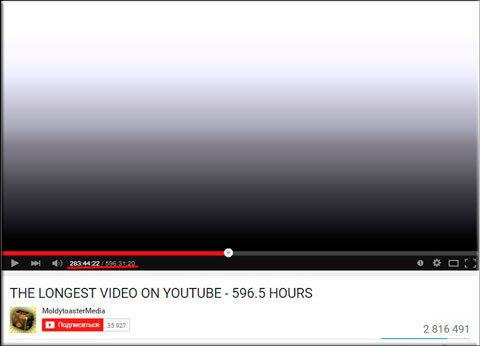 283:44:22 / 596:31:20
THE LONGEST VIDEO ON YOUTUBE - 596.5 HOURS
MoldytoasterMedia
Подписаться 35 927
2 816 491